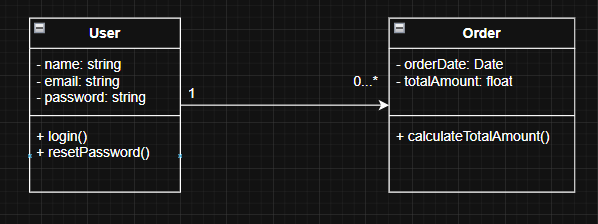 User
- name: string
- email: string
- password: string
+ login()
+ resetPassword()
1
0...*
Order
- orderDate: Date
- totalAmount: float
+ calculateTotalAmount()